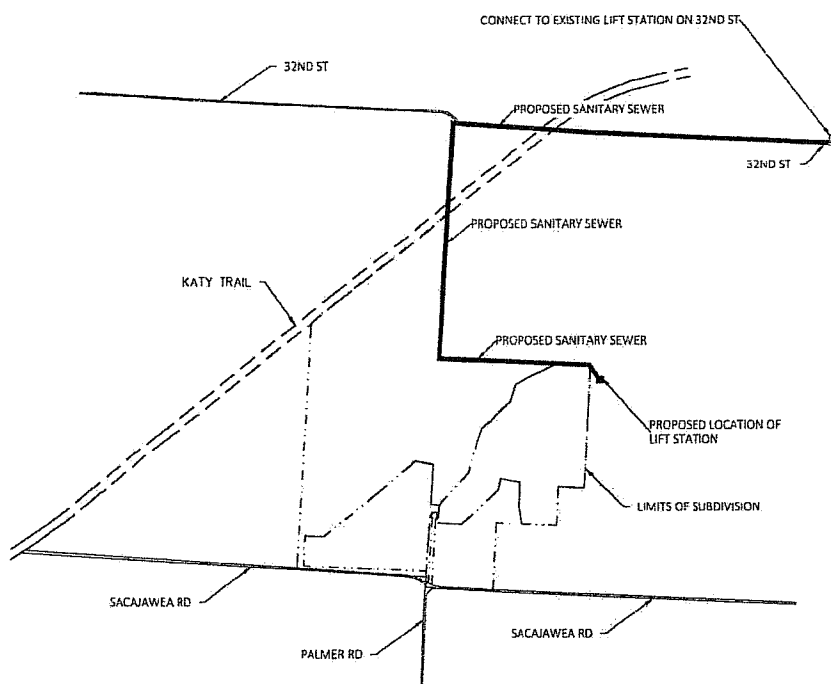 CONNECT TO EXISTING LIFT STATION ON 32ND ST
32ND ST
PROPOSED SANITARY SEWER
32ND ST
PROPOSED SANITARY SEWER
KATY TRAIL
PROPOSED SANITARY SEWER
PROPOSED LOCATION OF
LIFT STATION
LIMITS OF SUBDIVISION
SACAJAWEA RD
SACAJAWEA RD
PALMER RD